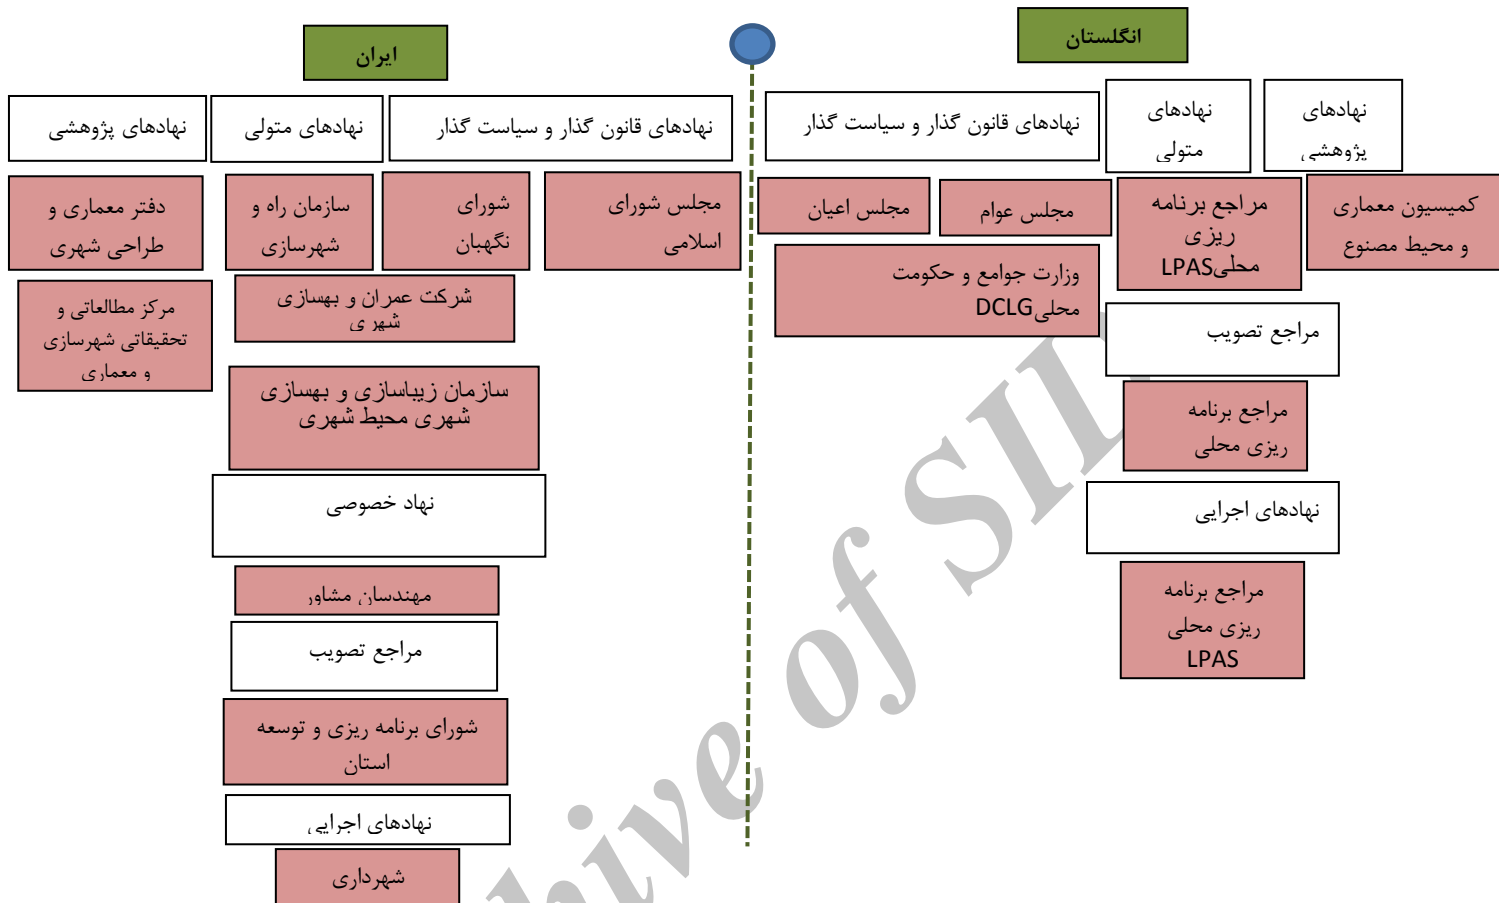 انگلستان
نهادهای
پژوهشی
نهادهای
متولی
نهادهای قانون گذار و سیاست گذار
کمیسیون معماری
و محیط مصنوع
مراجع برنامه
ریزی
محلیLPAS
مجلس عوام
مجلس اعیان
وزارت جوامع و حکومت
محلیDCLG
مراجع تصویب
مراجع برنامه
ریزی محلی
نهادهای اجرایی
مراجع برنامه
ریزی محلی
LPAS
ایران
نهادهای قانون گذار و سیاست گذار
نهادهای متولی
نهادهای پژوهشی
مجلس شورای
اسلامی
شورای
نگهبان
سازمان راه و
شهرسازی
دفتر معماری و
طراحی شهری
شرکت عمران و بهسازی
شهری
مرکز مطالعاتی و
تحقیقاتی شهرسازی
و معماری
سازمان زیباسازی و بهسازی
شهری محیط شهری
نهاد خصوصی
مهندسان مشاور
مراجع تصویب
شورای برنامه ریزی و توسعه
استان
نهادهای اجرایی
شهرداری
hive of SID